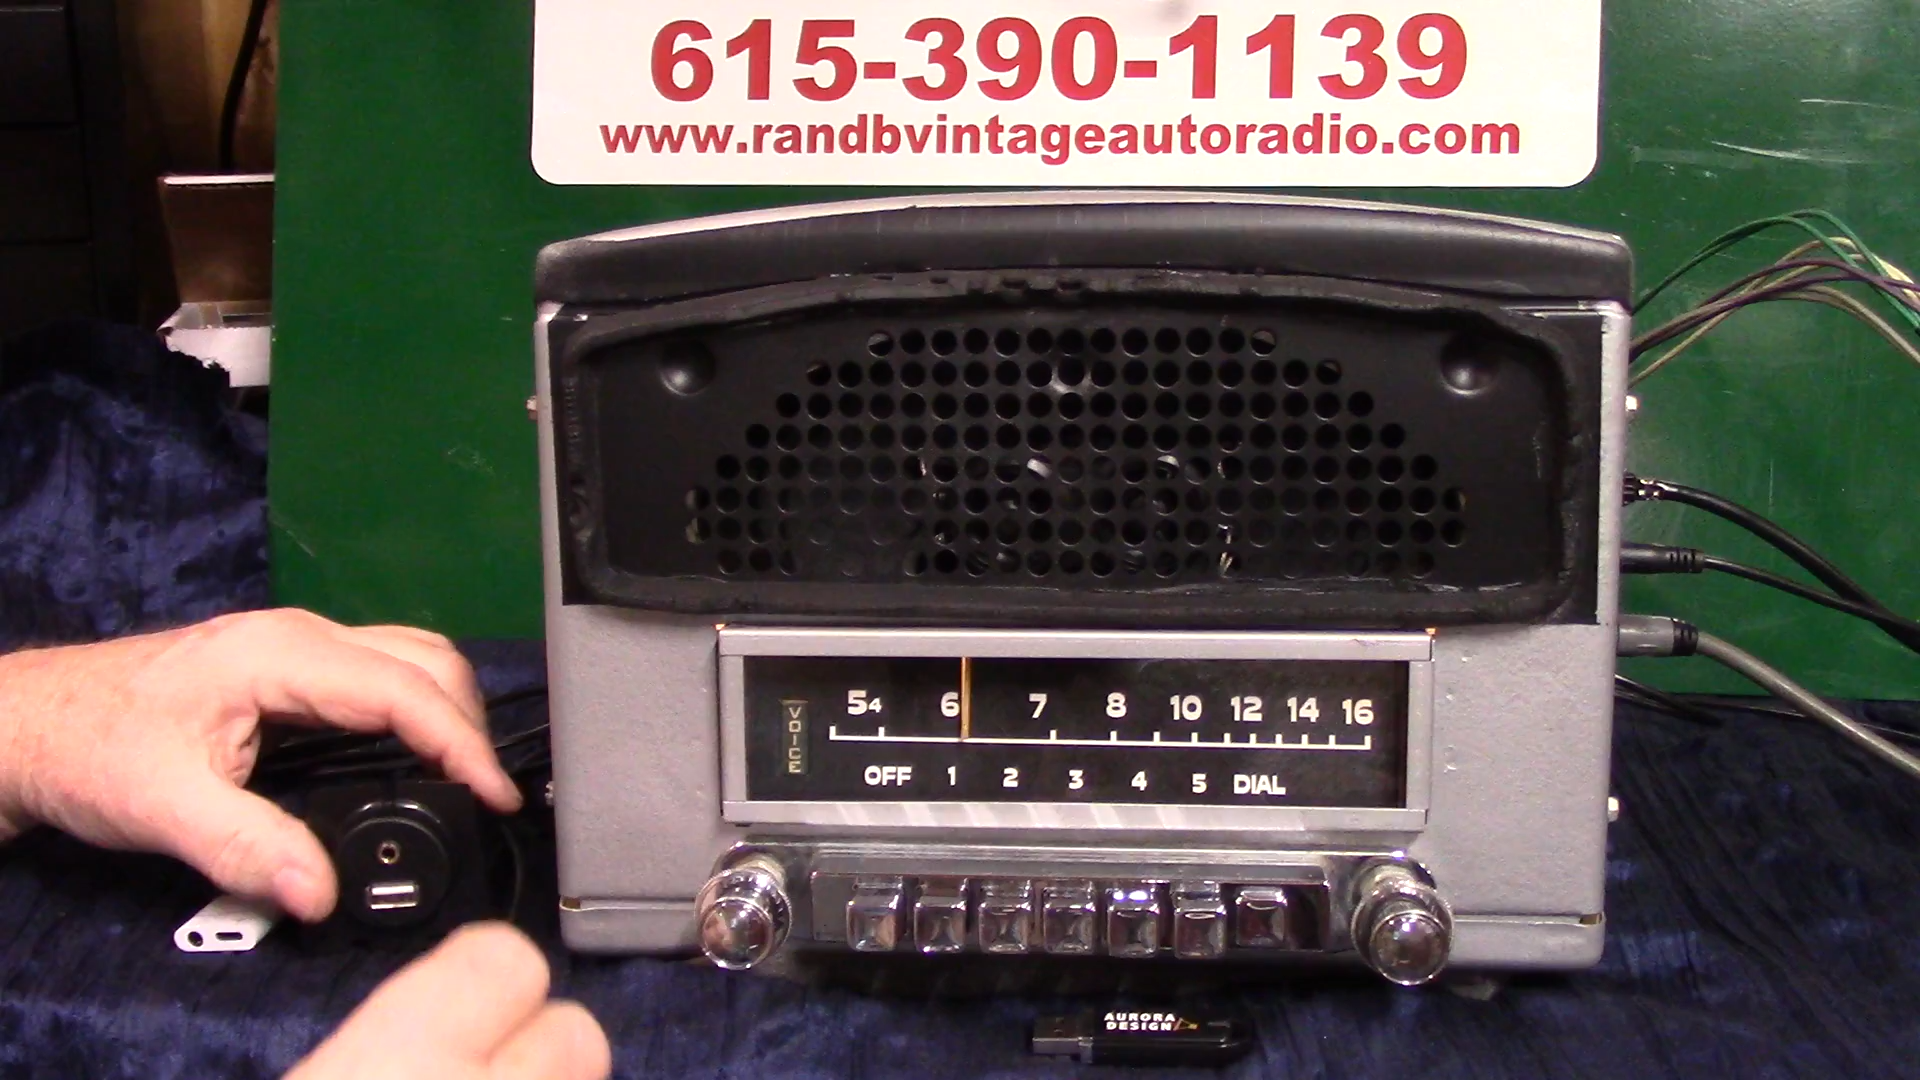 615-390-1139
www.randbvintageautoradio.com
VOICE
54 6 7 8 10 12 14 16
OFF 1 2 3 4 5 DIAL
AURORA
DESIGN